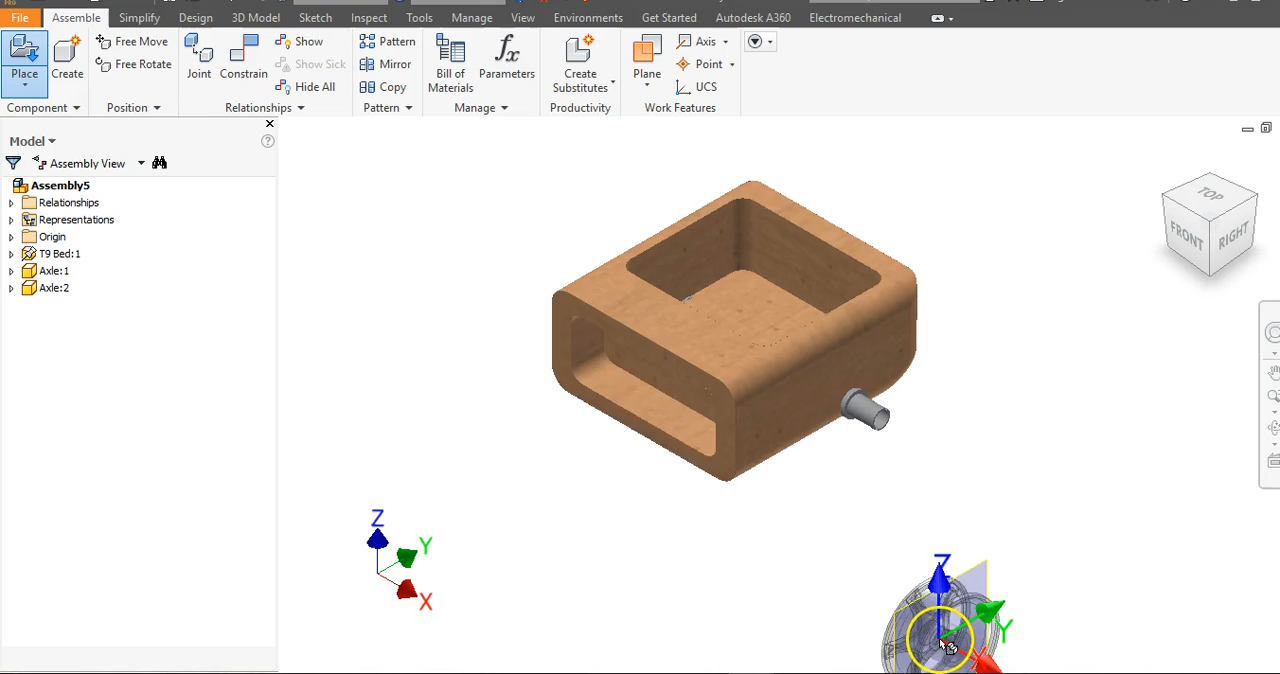 File Assemble Simplify Design 3D Model Sketch Inspect Tools Manage View Environments Get Started Autodesk A360 Electromechanical
Place
Create
Free Move
Free Rotate
Joint
Constrain
Show
Show Sick
Hide All
Pattern
Mirror
Copy
Bill of
Materials
fx
Parameters
Create
Substitutes
Plane
Axis
Point
UCS
Component Position Relationships Pattern Manage Productivity Work Features
Model
Assembly View
Assembly5
Relationships
Representations
Origin
T9 Bed:1
Axle:1
Axle:2
TOP
FRONT
RIGHT
Z
Y
X
Z
Y